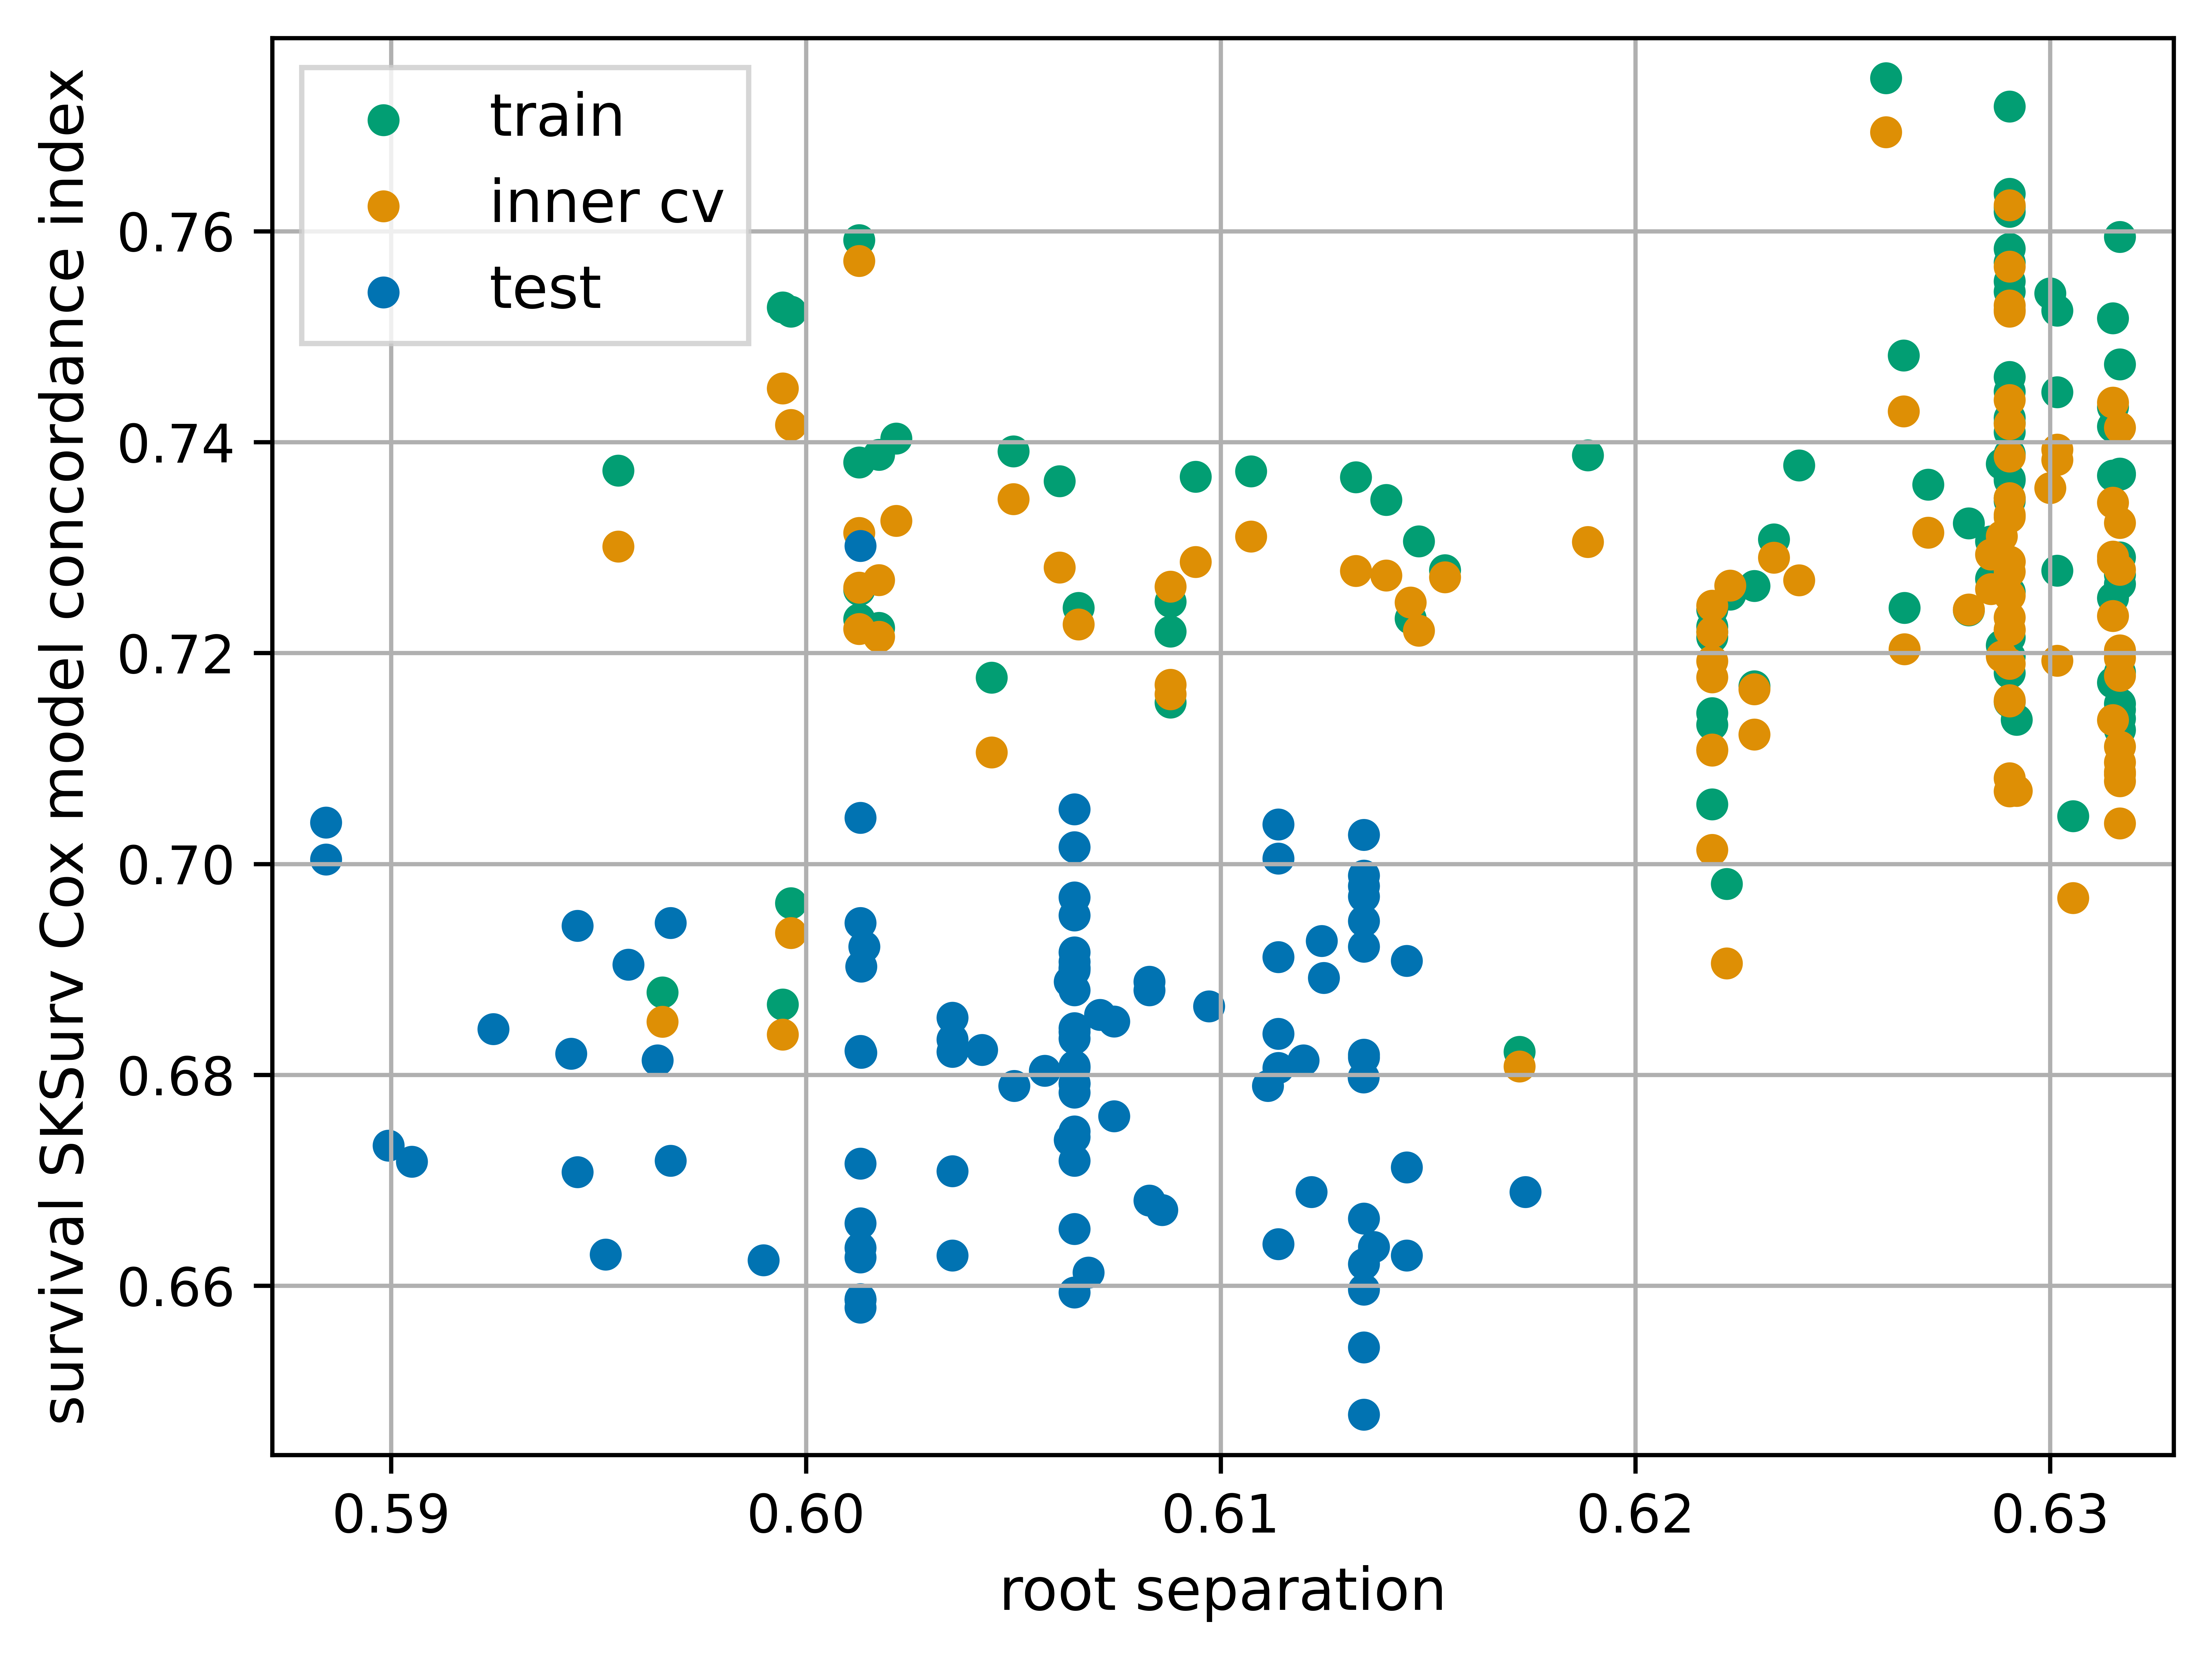 survival SKSurv Cox model concordance index
train
inner cv
test
0.76
0.74
0.72
0.70
0.68
0.66
0.59 0.60 0.61 0.62 0.63
root separation